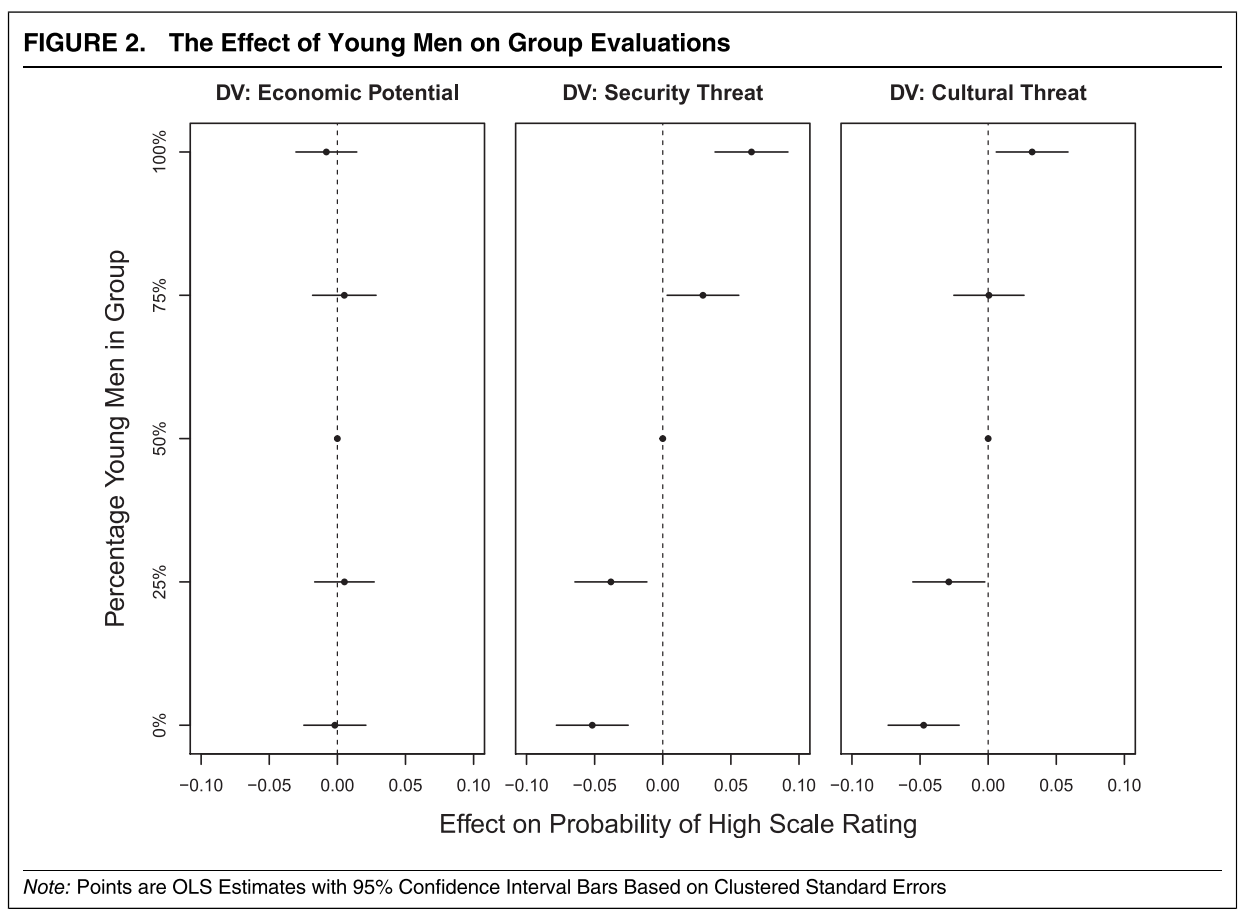 FIGURE 2. The Effect of Young Men on Group Evaluations
DV: Economic Potential
DV: Security Threat
DV: Cultural Threat
Percentage Young Men in Group
100%
75%
50%
25%
0%
−0.10 −0.05 0.00 0.05 0.10
−0.10 −0.05 0.00 0.05 0.10
−0.10 −0.05 0.00 0.05 0.10
Effect on Probability of High Scale Rating
Note: Points are OLS Estimates with 95% Confidence Interval Bars Based on Clustered Standard Errors